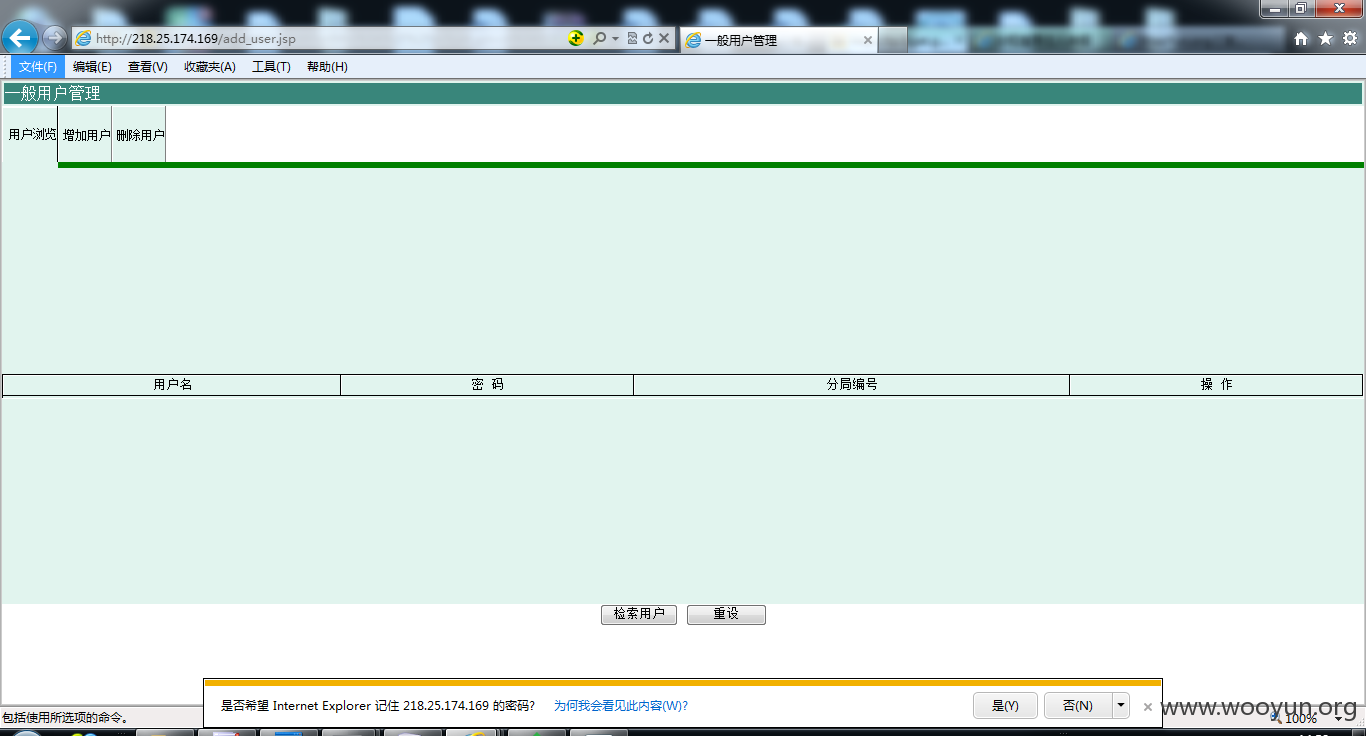 http://218.25.174.169/add_user.jsp
一般用户管理
文件(F) 编辑(E) 查看(V) 收藏夹(A) 工具(T) 帮助(H)
一般用户管理
用户浏览 增加用户 删除用户
用户名 密 码 分局编号 操 作
检索用户 重设
是否希望 Internet Explorer 记住 218.25.174.169 的密码? 为何我会看见此内容(W)? 是(Y) 否(N)
www.wooyun.org
包括使用所选项的命令。 100%